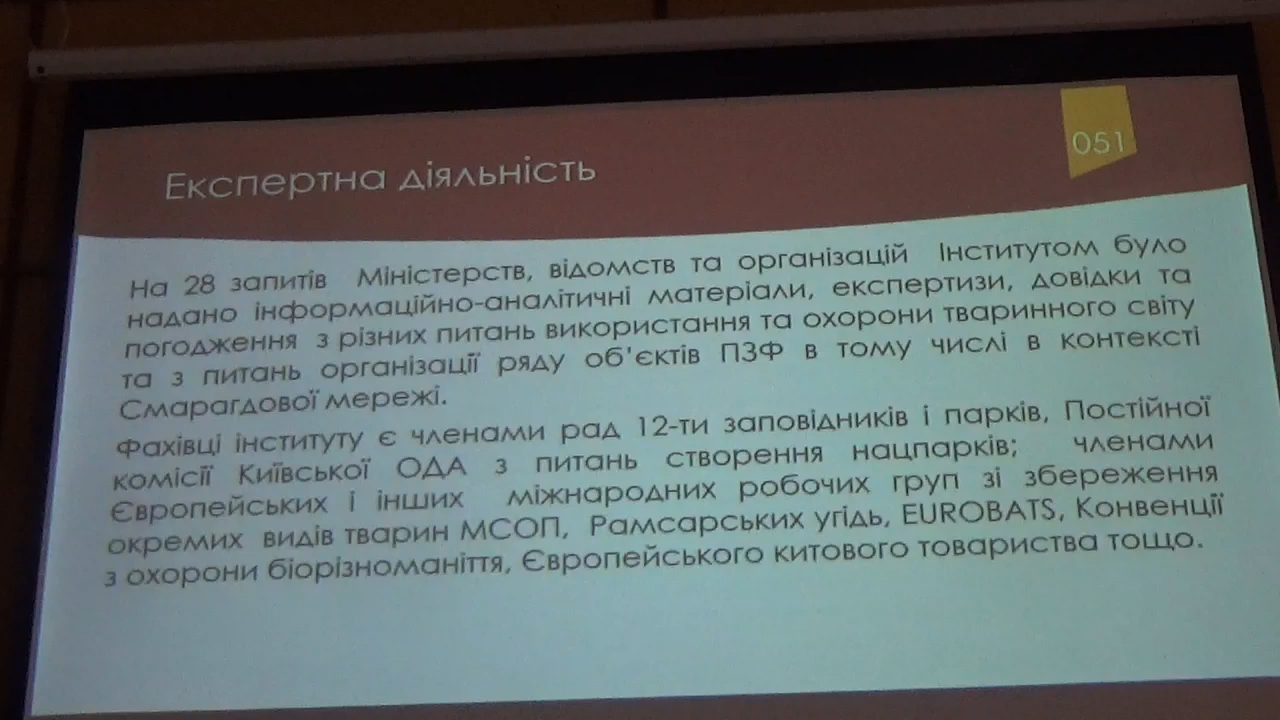 051
Експертна діяльність
На 28 запитів Міністерств, відомств та організацій Інститутом було
надано інформаційно-аналітичні матеріали, експертизи, довідки та
погодження з різних питань використання та охорони тваринного світу
та з питань організації ряду об'єктів ПЗФ в тому числі в контексті
Смарагдової мережі.
Фахівці інституту є членами рад 12-ти заповідників і парків, Постійної
комісії Київської ОДА з питань створення нацпарків; членами
Європейських і інших міжнародних робочих груп зі збереження
окремих видів тварин МСОП, Рамсарських угідь, EUROBATS, Конвенції
з охорони біорізноманіття, Європейського китового товариства тощо.